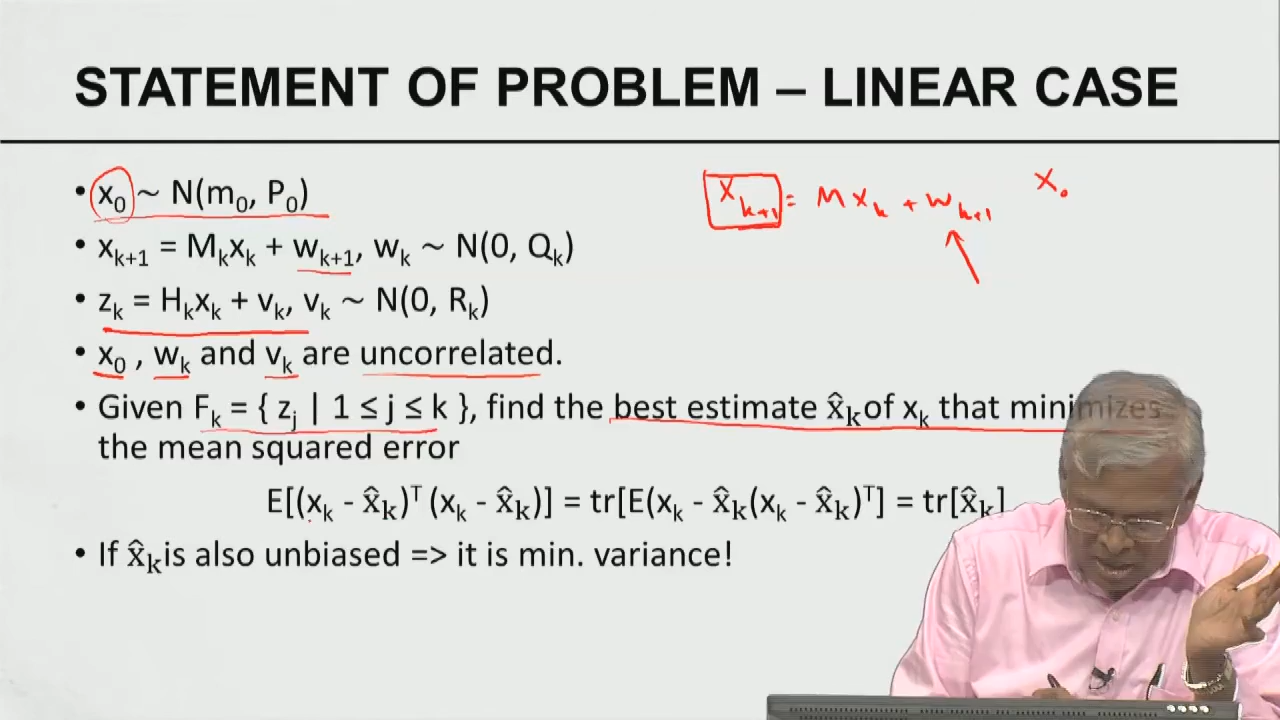 STATEMENT OF PROBLEM – LINEAR CASE
• x₀ ~ N(m₀, P₀)
x k+1 = M x k + w k+1 x₀
• xₖ₊₁ = Mₖxₖ + wₖ₊₁, wₖ ~ N(0, Qₖ)
• zₖ = Hₖxₖ + vₖ, vₖ ~ N(0, Rₖ)
• x₀ , wₖ and vₖ are uncorrelated.
• Given Fₖ = { zⱼ | 1 ≤ j ≤ k }, find the best estimate x̂ₖ of xₖ that minimizes
the mean squared error
E[(xₖ - x̂ₖ)ᵀ (xₖ - x̂ₖ)] = tr[E(xₖ - x̂ₖ(xₖ - x̂ₖ)ᵀ] = tr[x̂ₖ]
• If x̂ₖ is also unbiased => it is min. variance!